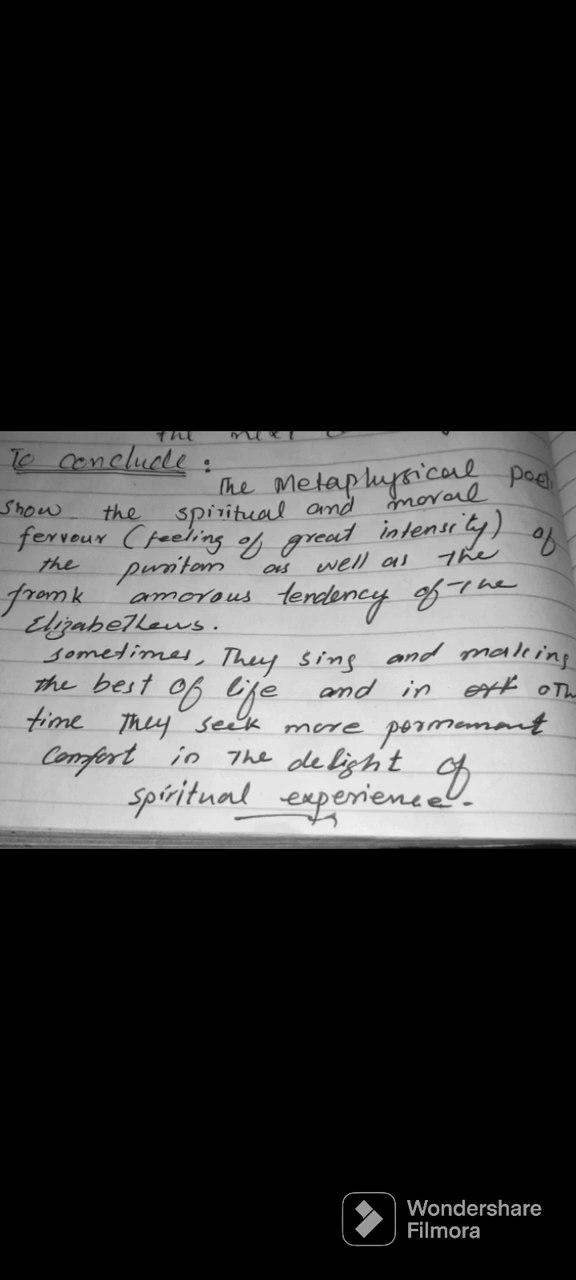 To conclude :
The Metaphysical Poet
show the spiritual and moral
fervour (feeling of great intensity) of
the puritan as well as the
frank amorous tendency of the
Elizabethans.
sometimes, They sing and making
the best of life and in oth
time They seek more permanent
Comfort in The delight of
spiritual experience.
Wondershare
Filmora